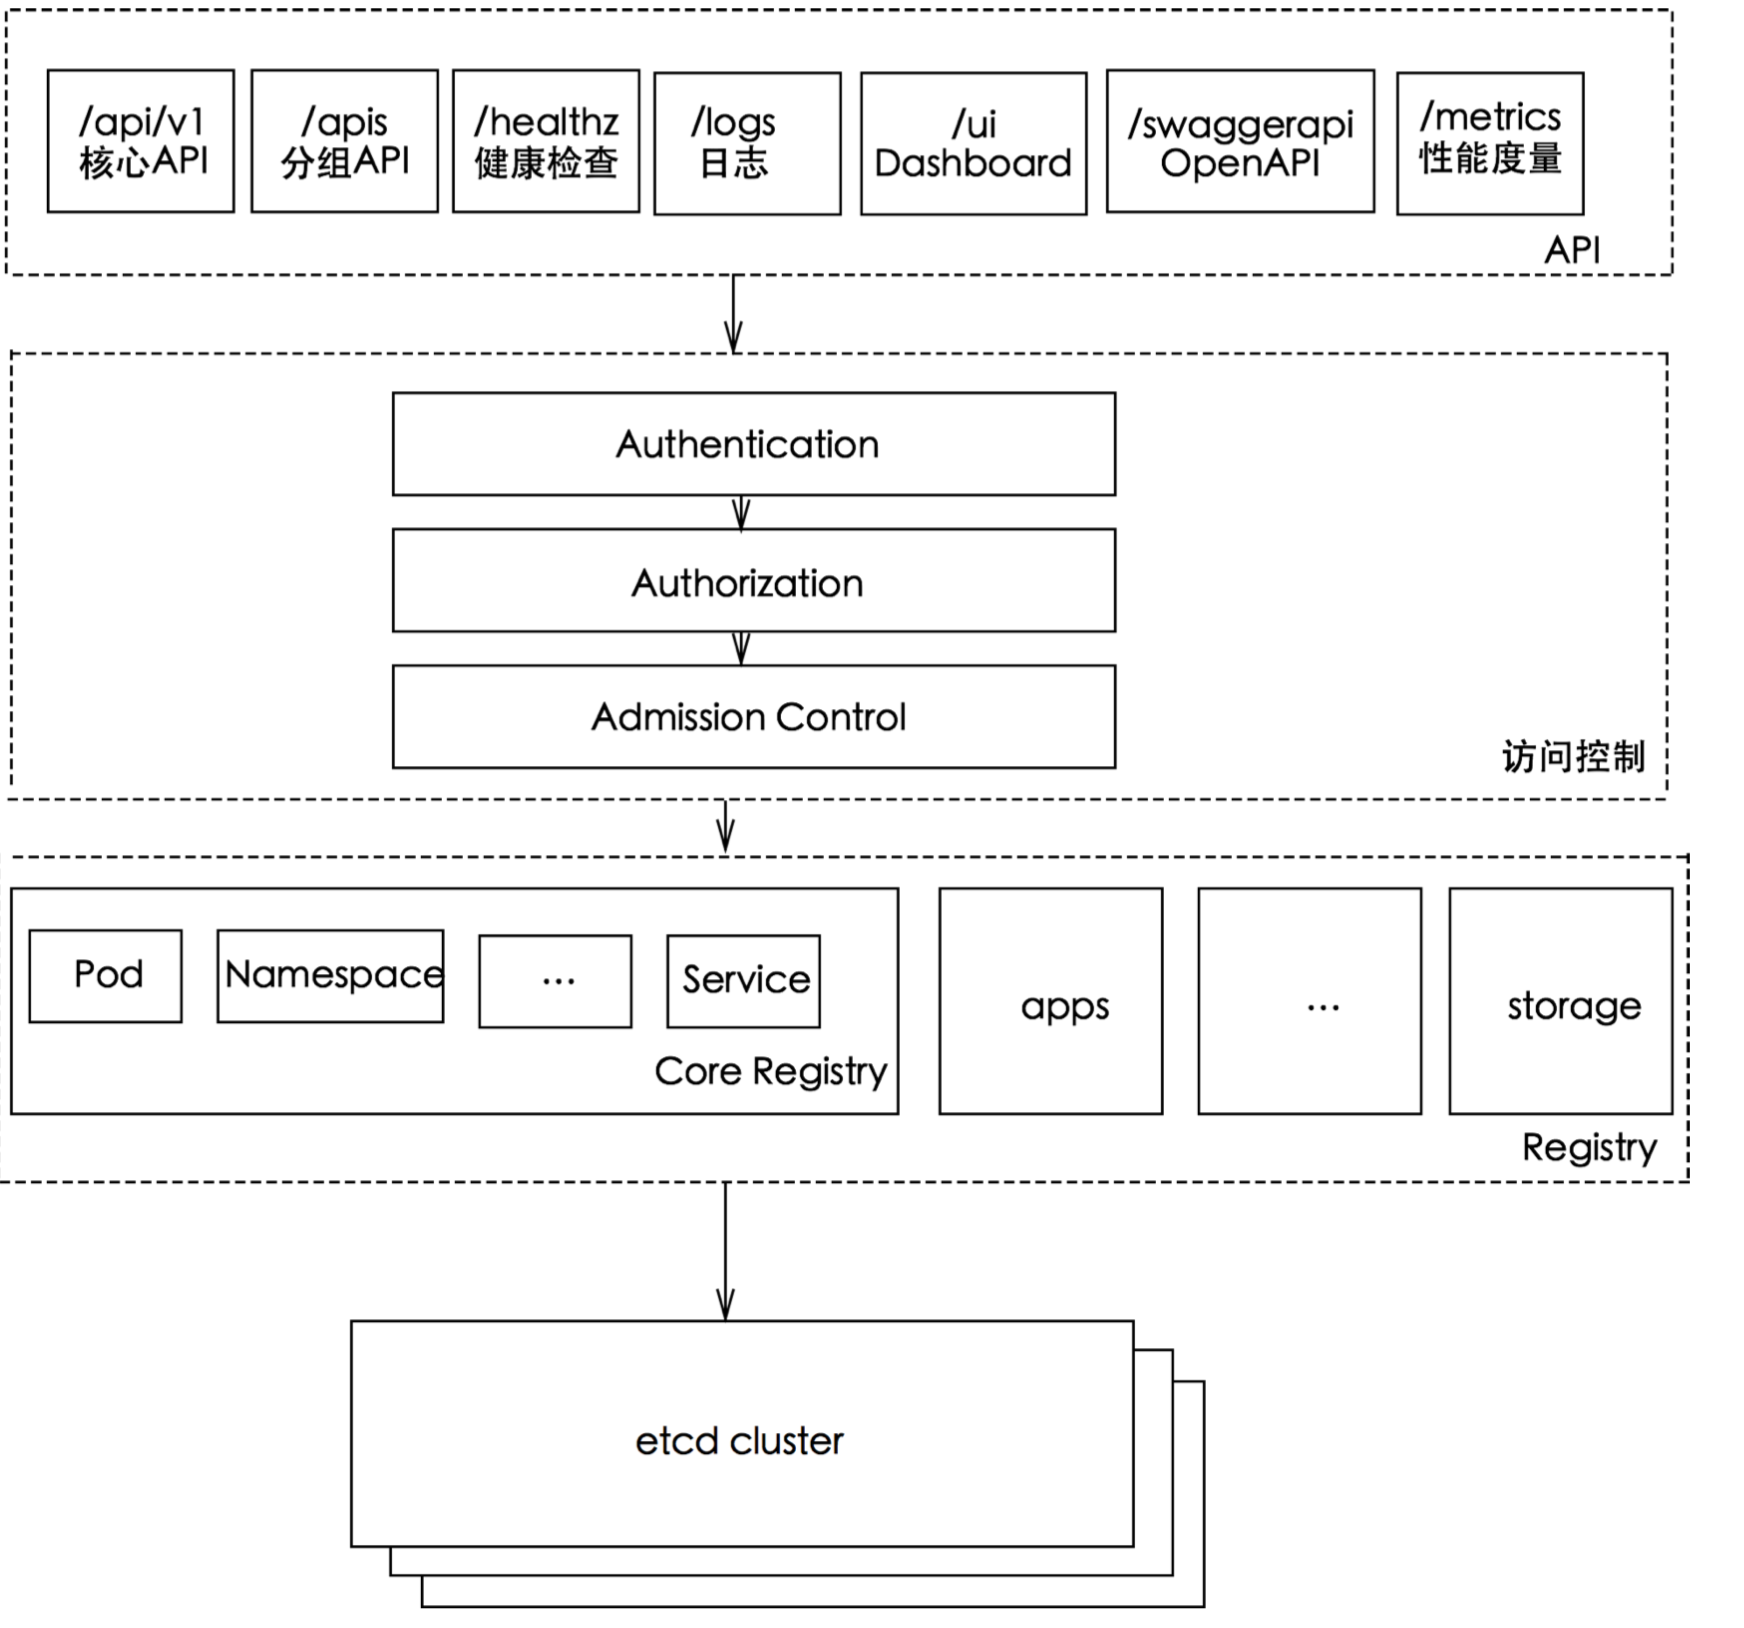 /api/v1
核心API
/apis
分组API
/healthz
健康检查
/logs
日志
/ui
Dashboard
/swaggerapi
OpenAPI
/metrics
性能度量
API
Authentication
Authorization
Admission Control
访问控制
Pod
Namespace
...
Service
Core Registry
apps
...
storage
Registry
etcd cluster